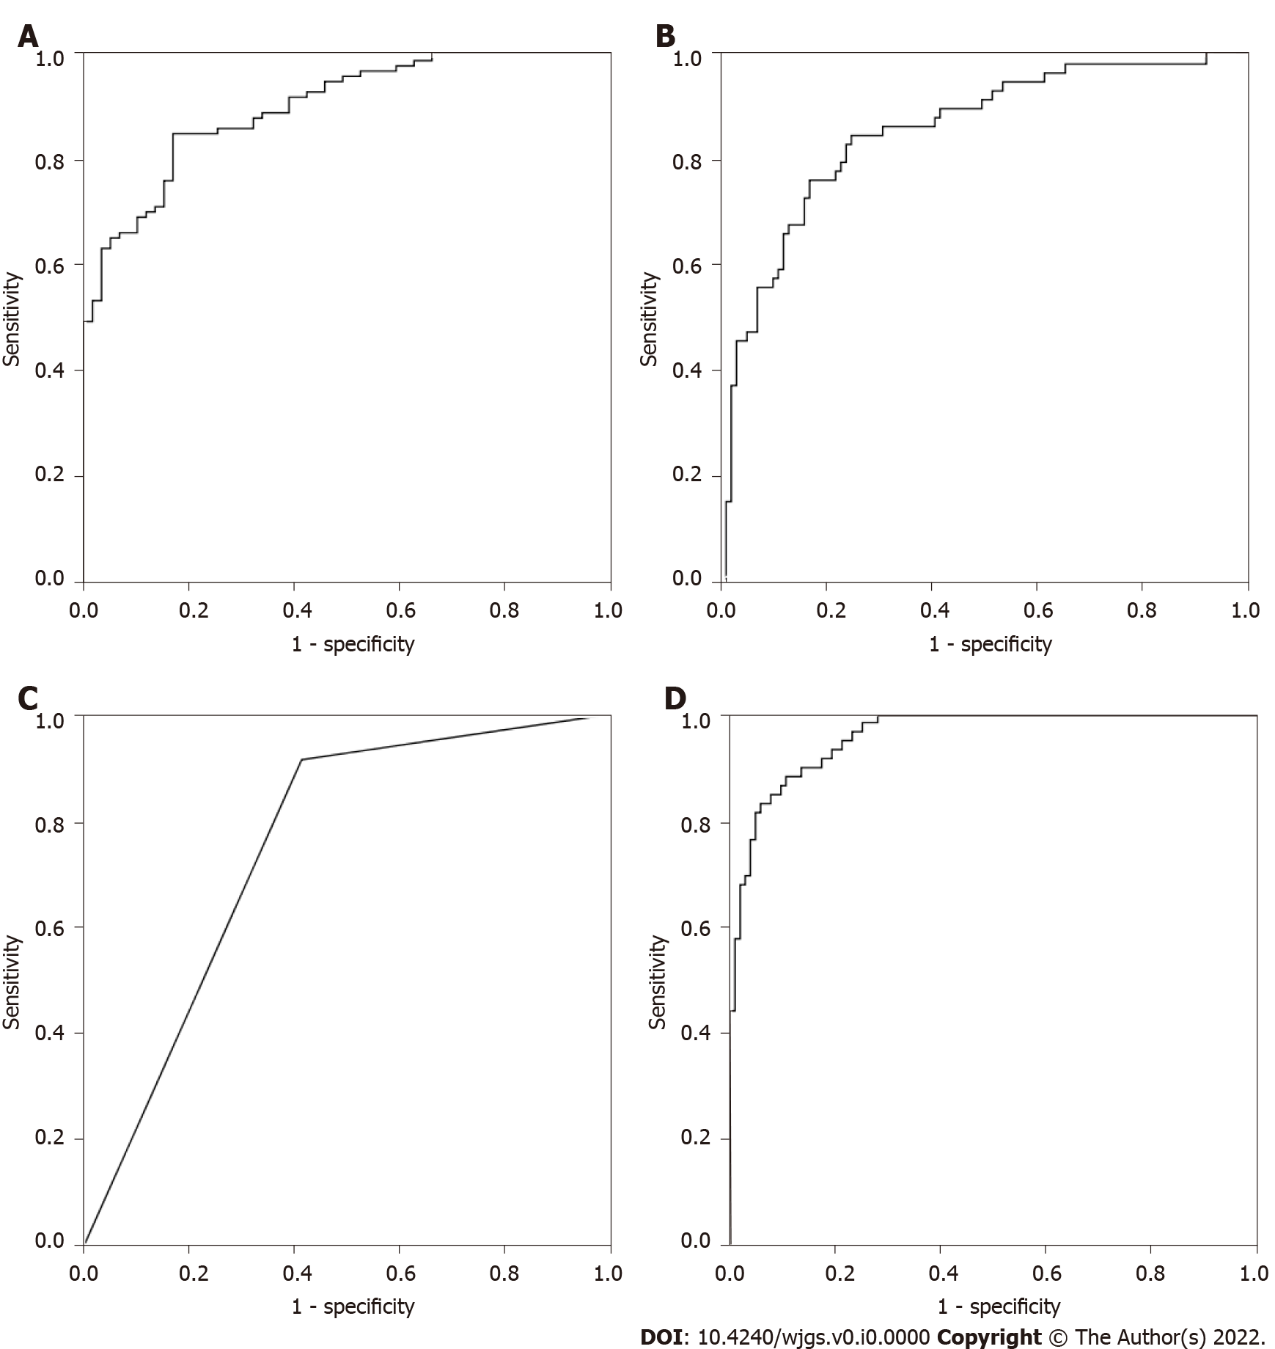 A
1.0
0.8
0.6
0.4
0.2
0.0
Sensitivity
0.0 0.2 0.4 0.6 0.8 1.0
1 - specificity
B
1.0
0.8
0.6
0.4
0.2
0.0
Sensitivity
0.0 0.2 0.4 0.6 0.8 1.0
1 - specificity
C
1.0
0.8
0.6
0.4
0.2
0.0
Sensitivity
0.0 0.2 0.4 0.6 0.8 1.0
1 - specificity
D
1.0
0.8
0.6
0.4
0.2
0.0
Sensitivity
0.0 0.2 0.4 0.6 0.8 1.0
1 - specificity
DOI: 10.4240/wjgs.v0.i0.0000 Copyright © The Author(s) 2022.